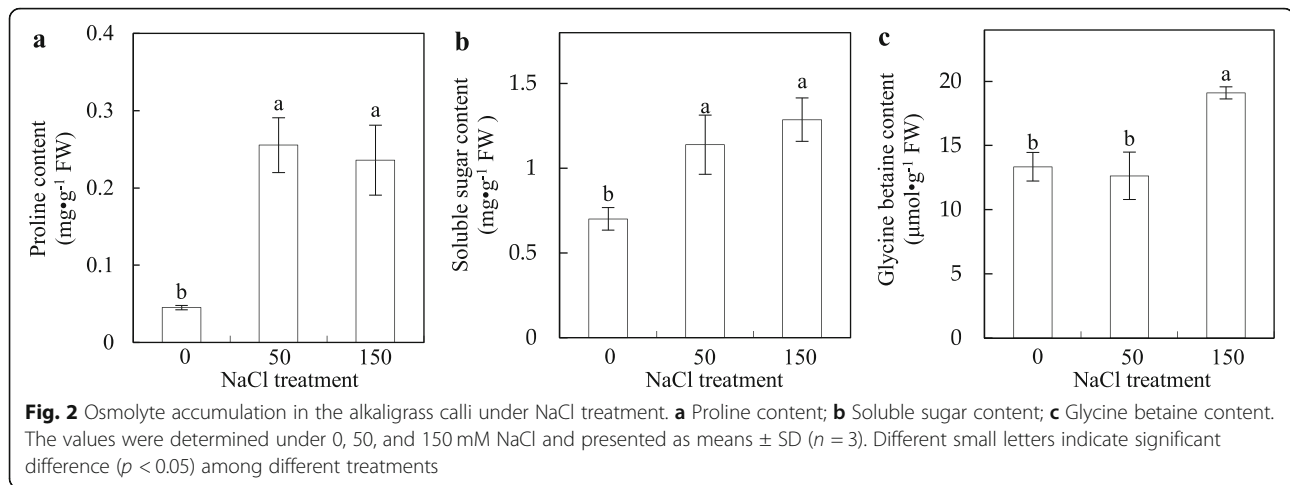 a
0.4
0.3
0.2
0.1
0
Proline content
(mg•g⁻¹ FW)
b
a
a
0 50 150
NaCl treatment
b
1.5
1
0.5
0
Soluble sugar content
(mg•g⁻¹ FW )
b
a
a
0 50 150
NaCl treatment
c
20
15
10
5
0
Glycine betaine content
(μmol•g⁻¹ FW)
b
b
a
0 50 150
NaCl treatment
Fig. 2 Osmolyte accumulation in the alkaligrass calli under NaCl treatment. a Proline content; b Soluble sugar content; c Glycine betaine content.
The values were determined under 0, 50, and 150 mM NaCl and presented as means ± SD (n = 3). Different small letters indicate significant
difference (p < 0.05) among different treatments